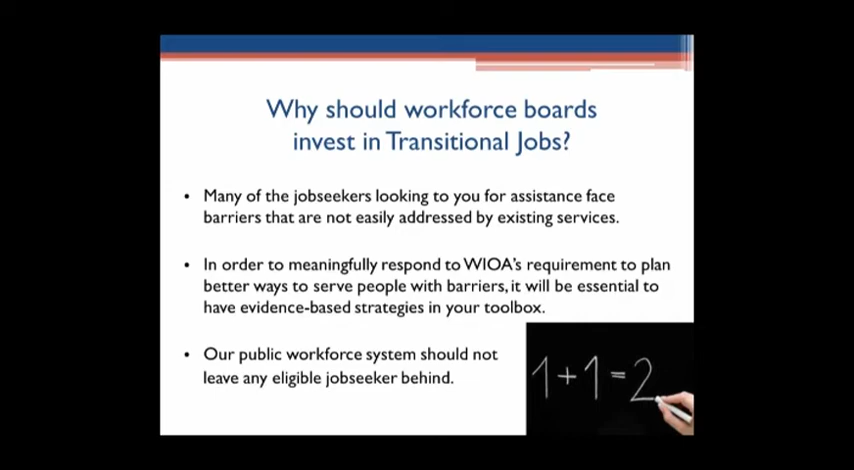 Why should workforce boards
invest in Transitional Jobs?
• Many of the jobseekers looking to you for assistance face
barriers that are not easily addressed by existing services.
• In order to meaningfully respond to WIOA's requirement to plan
better ways to serve people with barriers, it will be essential to
have evidence-based strategies in your toolbox.
• Our public workforce system should not
leave any eligible jobseeker behind.
1+1=2